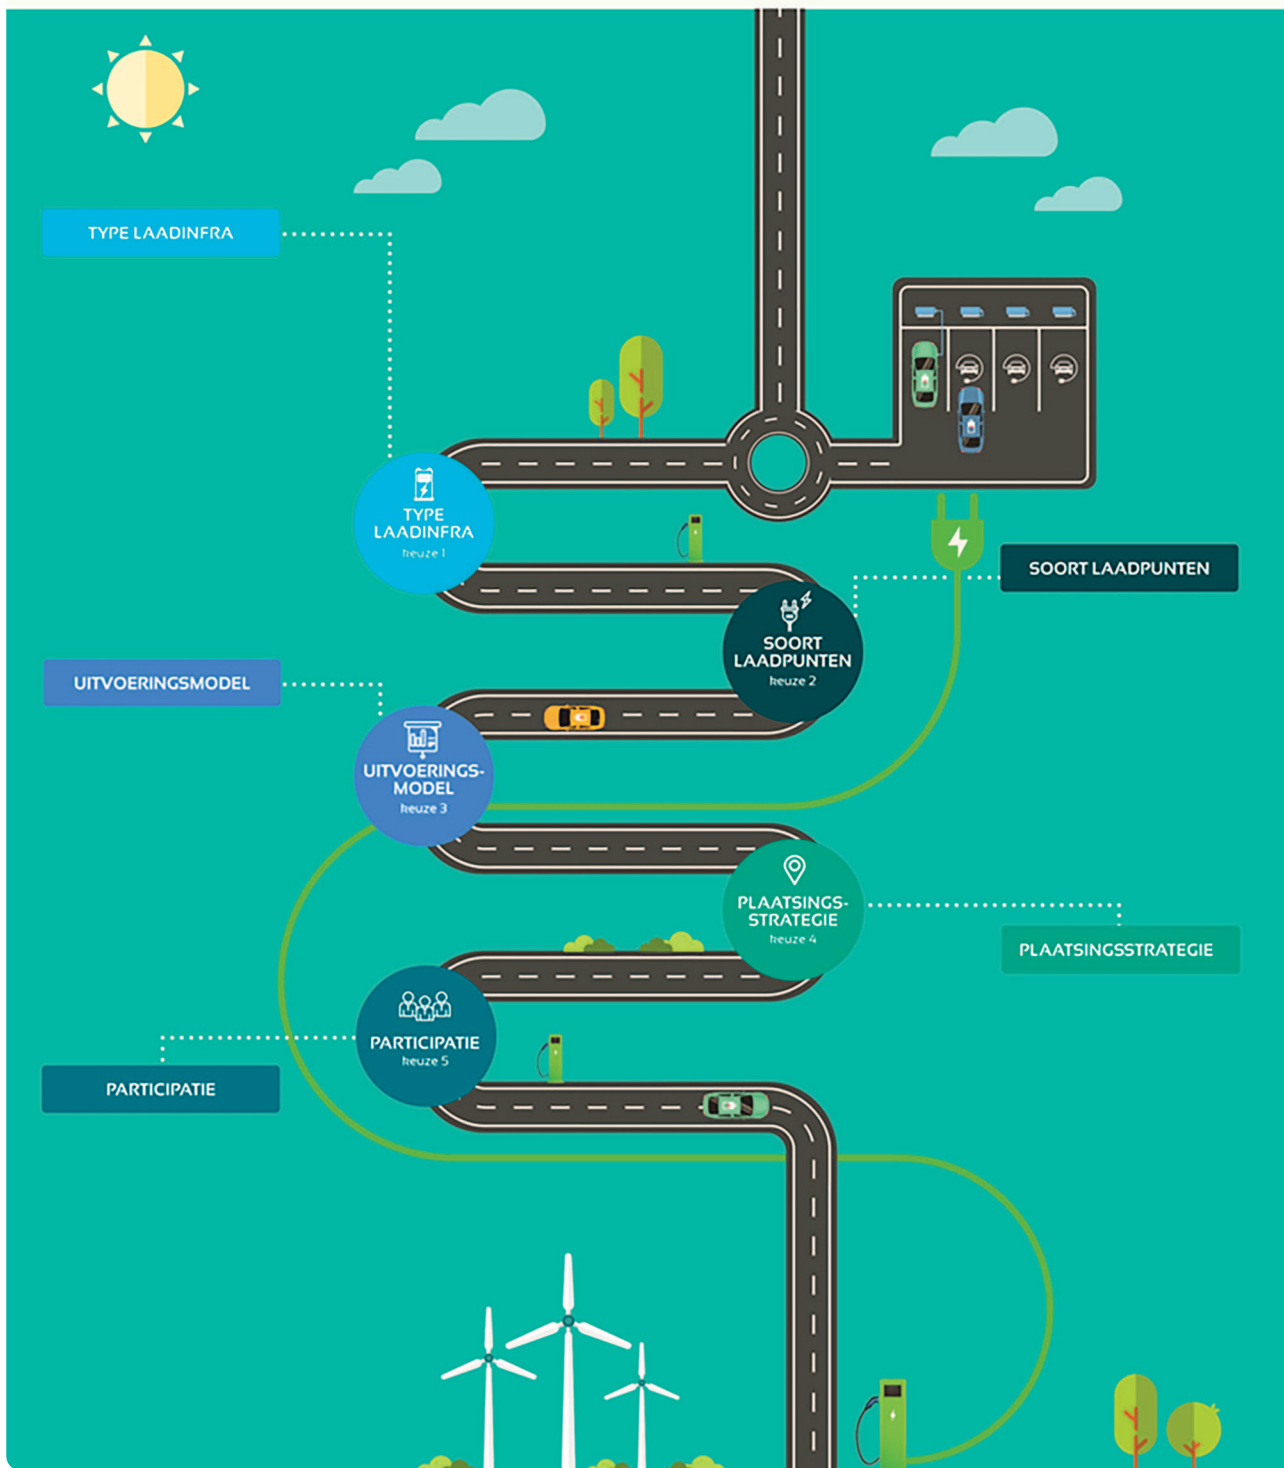 TYPE LAADINFRA
TYPE
LAADINFRA
keuze 1
SOORT LAADPUNTEN
SOORT
LAADPUNTEN
keuze 2
UITVOERINGSMODEL
UITVOERINGS-
MODEL
keuze 3
PLAATSINGS-
STRATEGIE
keuze 4
PLAATSINGSSTRATEGIE
PARTICIPATIE
keuze 5
PARTICIPATIE